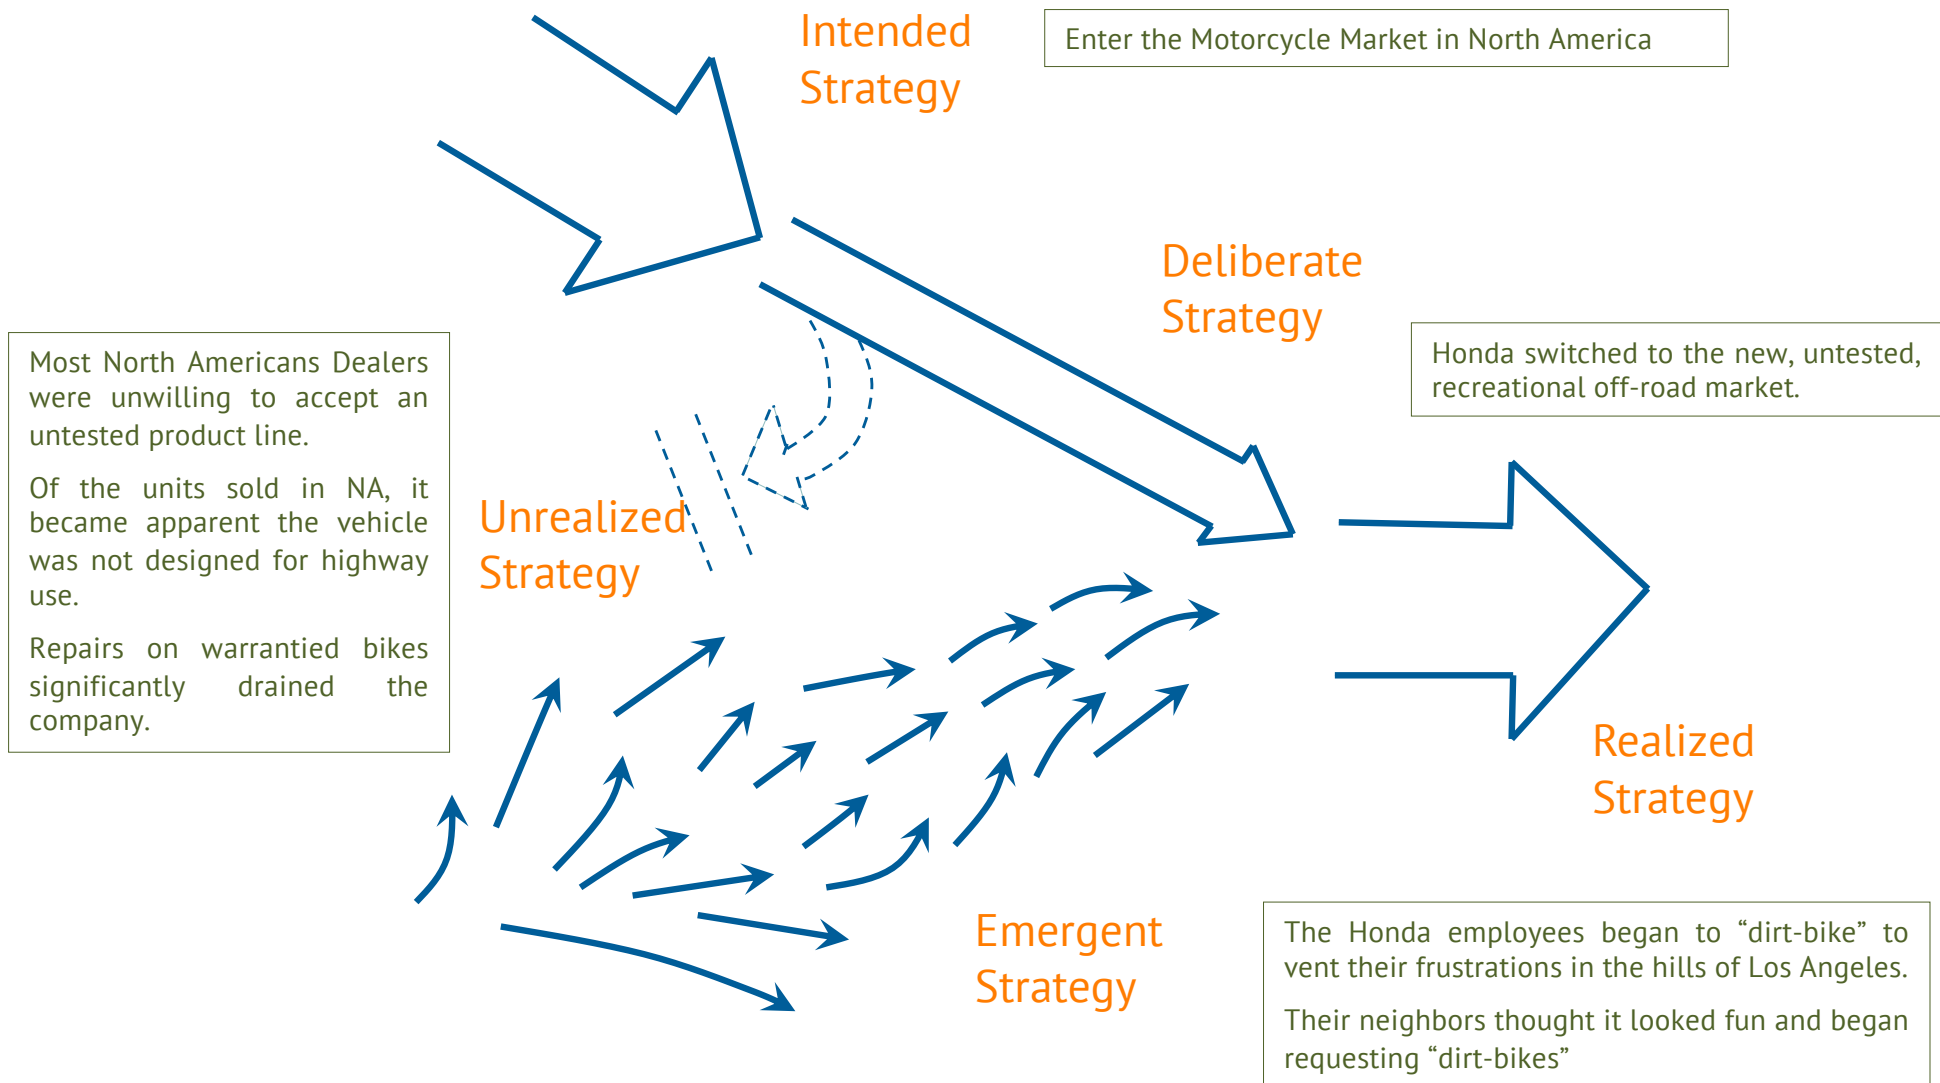 Intended
Strategy
Enter the Motorcycle Market in North America
Deliberate
Strategy
Honda switched to the new, untested,
recreational off-road market.
Most North Americans Dealers
were unwilling to accept an
untested product line.
Of the units sold in NA, it
became apparent the vehicle
was not designed for highway
use.
Repairs on warrantied bikes
significantly drained the
company.
Unrealized
Strategy
Realized
Strategy
Emergent
Strategy
The Honda employees began to “dirt-bike” to
vent their frustrations in the hills of Los Angeles.
Their neighbors thought it looked fun and began
requesting “dirt-bikes”